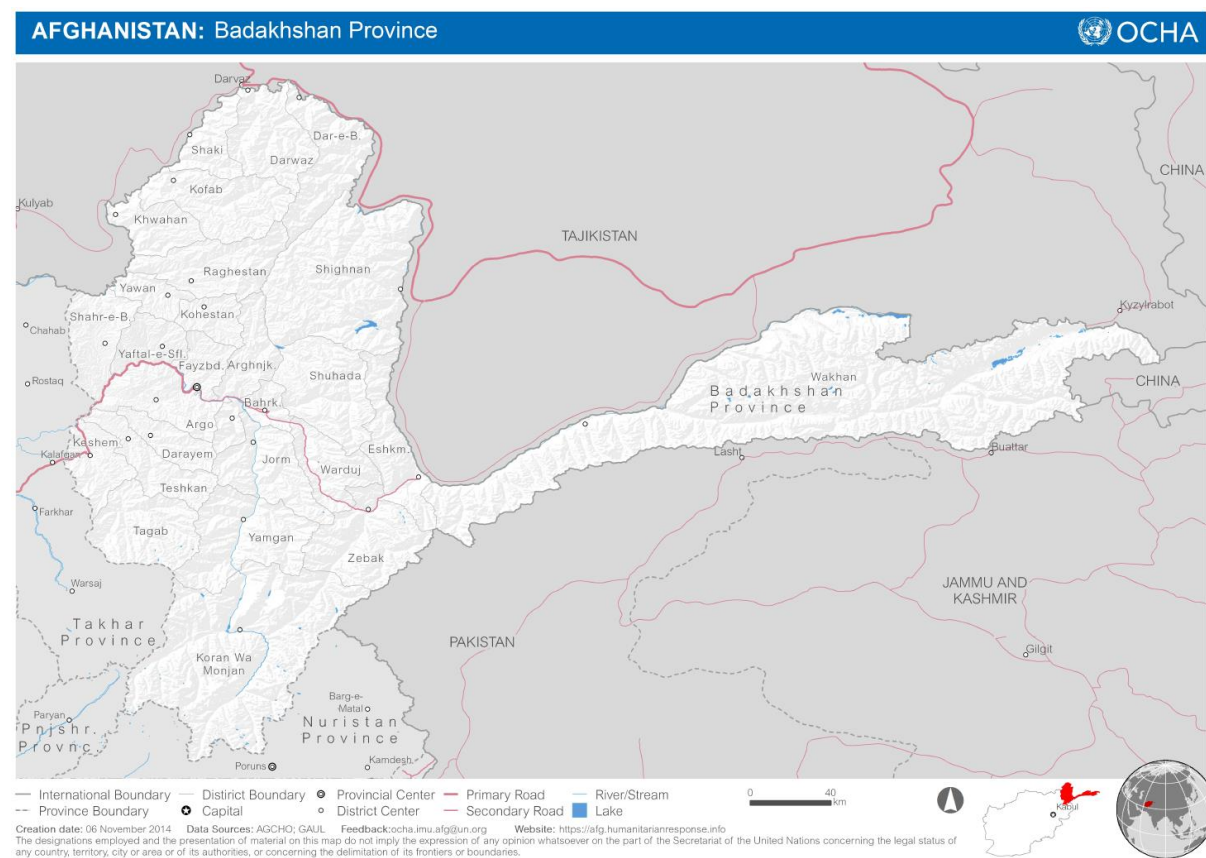 AFGHANISTAN: Badakhshan Province
OCHA
Darvaz
Dar-e-B.
Shaki
Darwaz
CHINA
Kofab
Kulyab
Khwahan
TAJIKISTAN
Raghestan
Shighnan
Yawan
Shahr-e-B.
Kohestan
Kyzylrabot
Chahab
Yaftal-e-Sfl.
Fayzbd.
Arghnjk.
Shuhada
Wakhan
Rostaq
CHINA
Badakhshan
Province
Bahrk.
Argo
Keshem
Eshkm.
Bualtar
Kalafgan
Darayem
Jorm
Lasht
Warduj
Teshkan
Farkhar
Tagab
Yamgan
Zebak
Warsaj
JAMMU AND
KASHMIR
Takhar
Province
PAKISTAN
Gilgit
Koran Wa
Monjan
Barg-e-
Matal
Paryan
Nuristan
Province
Pnjshr.
Provnc.
Poruns
Kamdesh
International Boundary
Distirict Boundary
Provincial Center
Primary Road
River/Stream
Province Boundary
Capital
District Center
Secondary Road
Lake
0 40
km
Kabul
Creation date: 06 November 2014 Data Sources: AGCHO; GAUL Feedback:ocha.imu.afg@un.org Website: https://afg.humanitarianresponse.info
The designations employed and the presentation of material on this map do not imply the expression of any opinion whatsoever on the part of the Secretariat of the United Nations concerning the legal status of
any country, territory, city or area or of its authorities, or concerning the delimitation of its frontiers or boundaries.